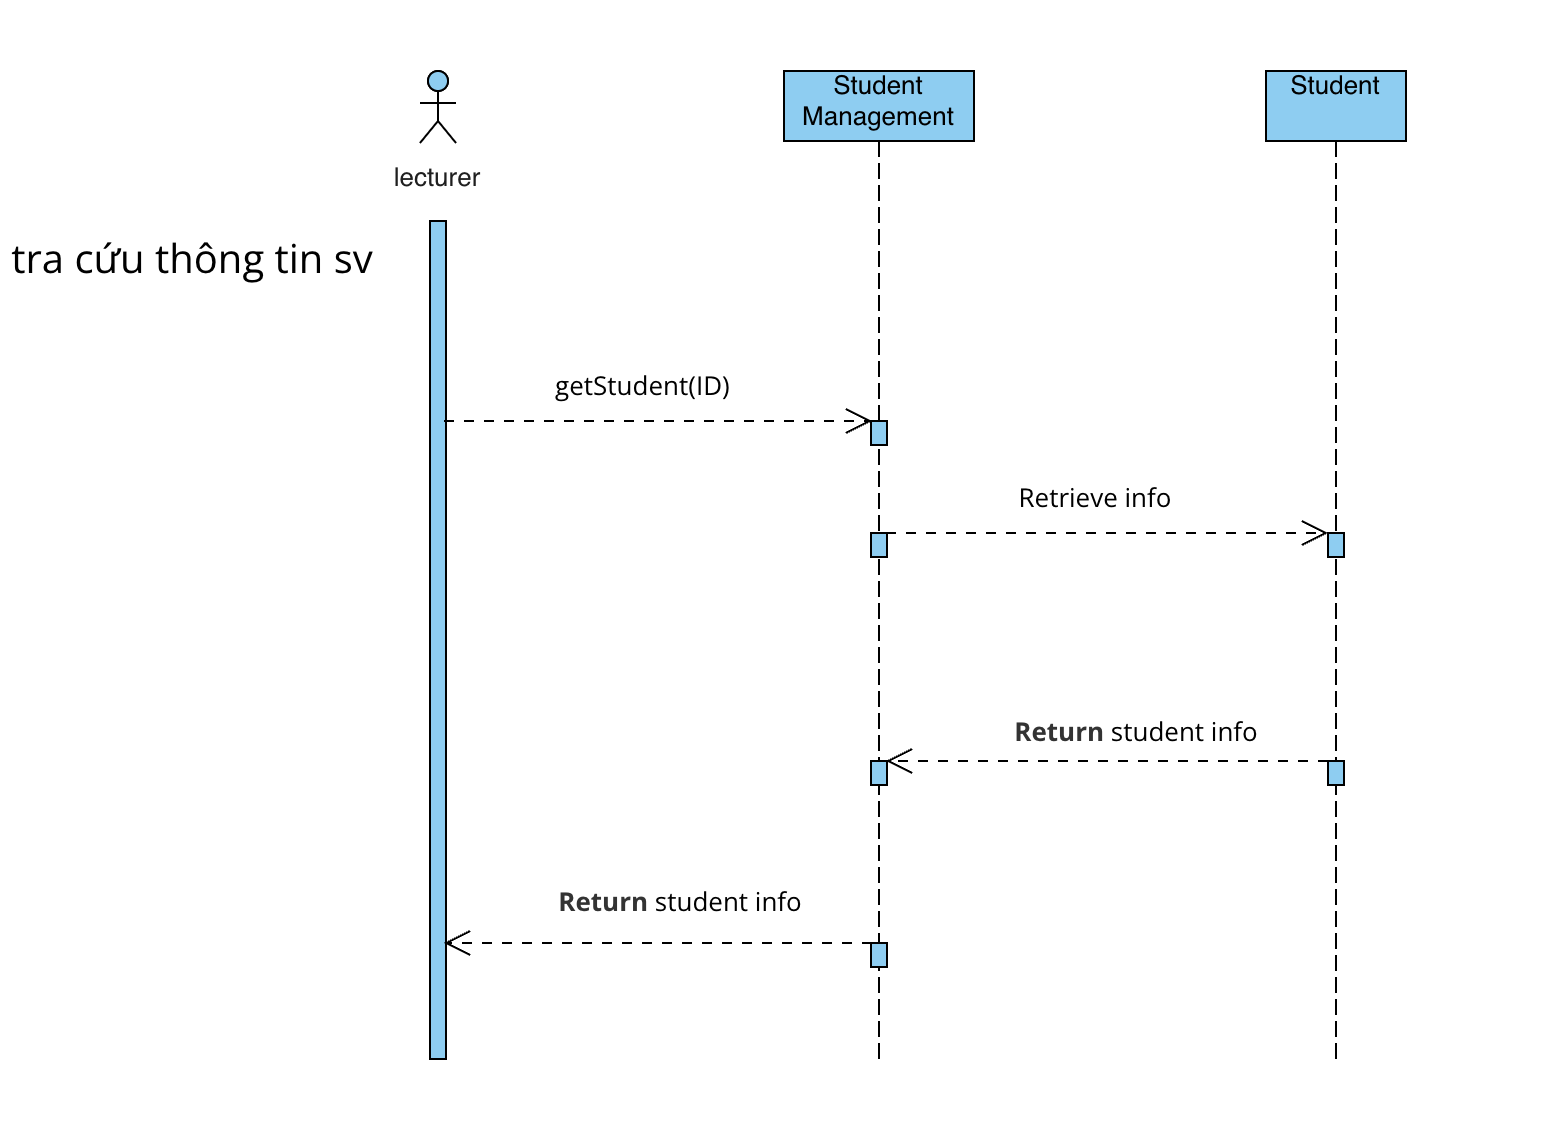 Student
Management
Student
lecturer
tra cứu thông tin sv
getStudent(ID)
Retrieve info
Return student info
Return student info